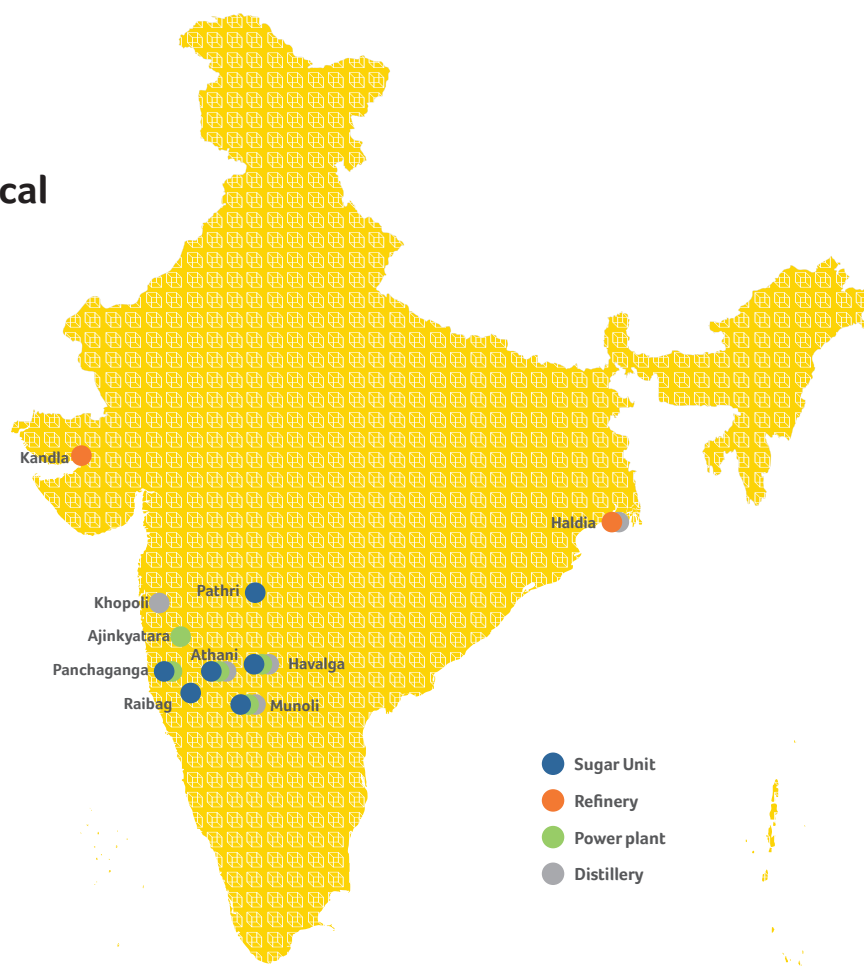 cal
Kandla
Haldia
Pathri
Khopoli
Ajinkyatara
Athani
Panchaganga
Havalga
Raibag
Munoli
Sugar Unit
Refinery
Power plant
Distillery